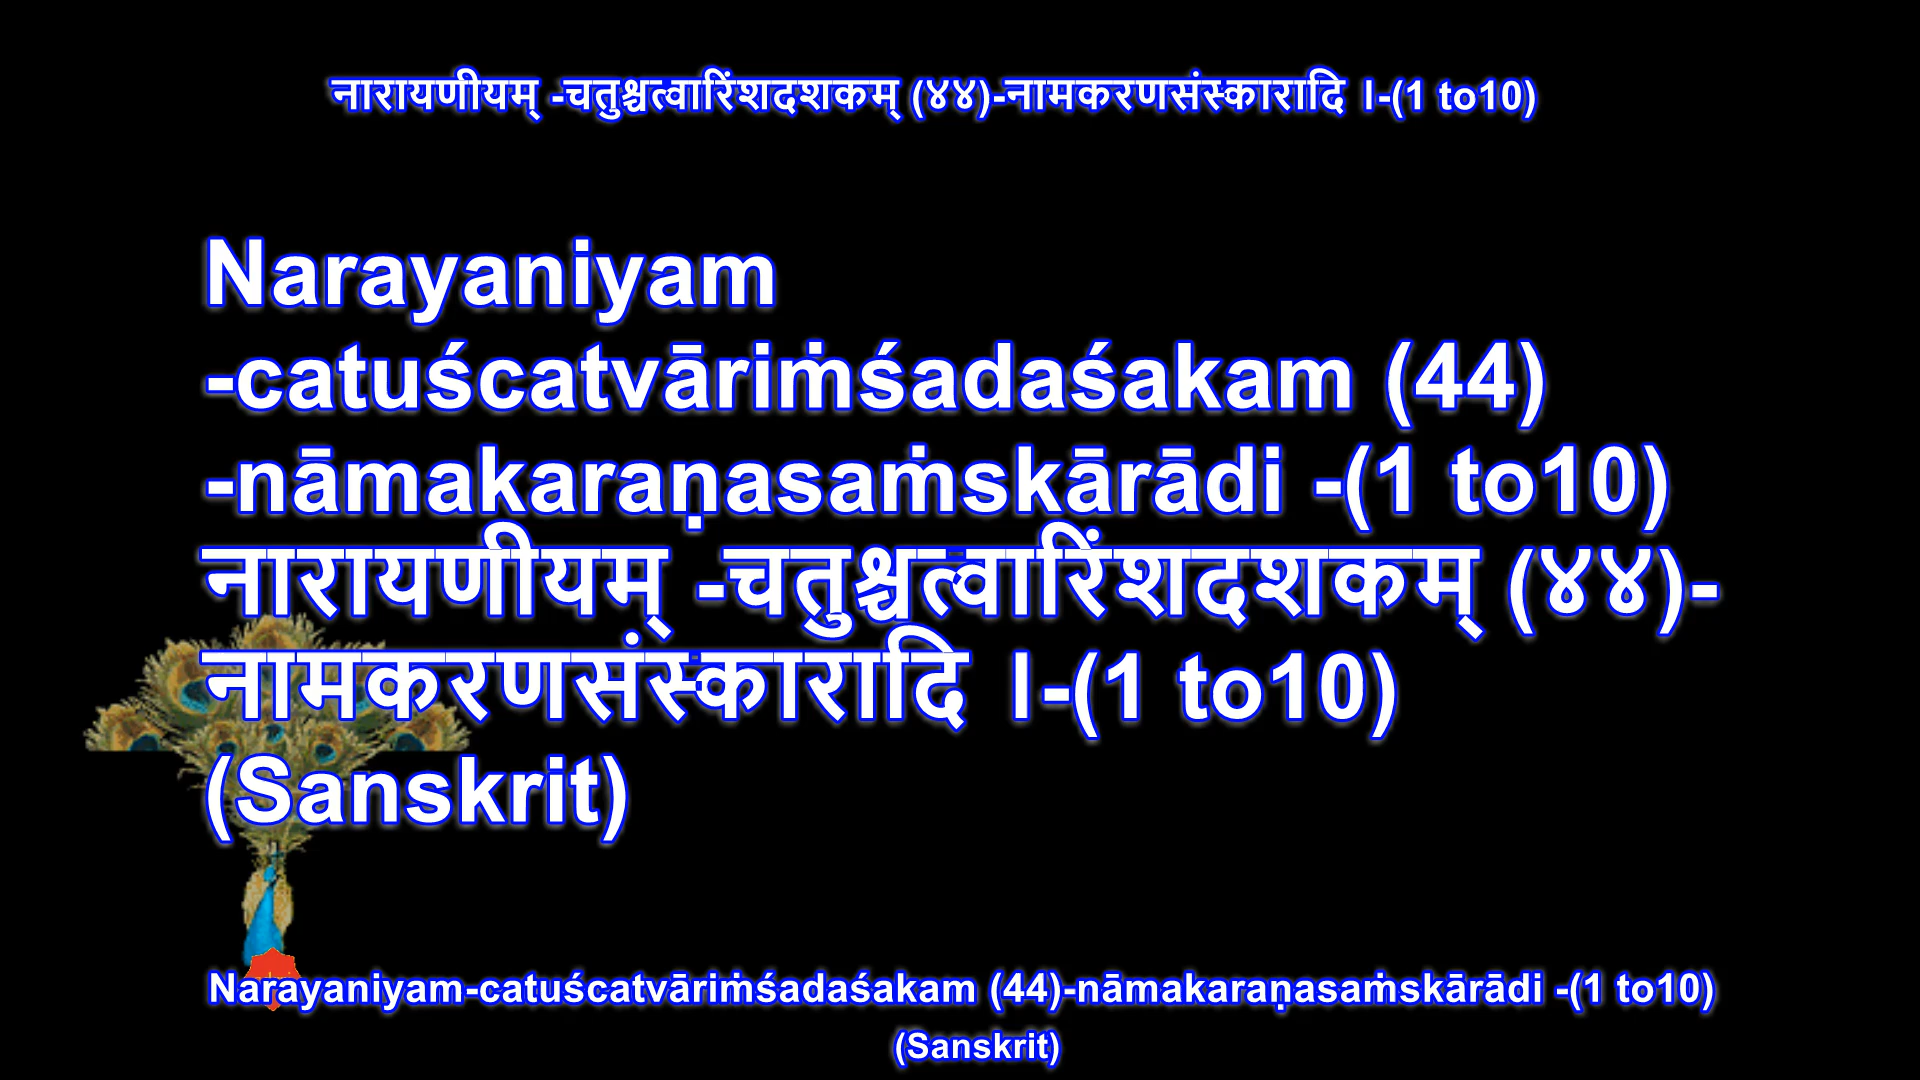 नारायणीयम् -चतुश्चत्वारिंशदशकम् (४४)-नामकरणसंस्कारादि ।-(1 to10)
Narayaniyam
-catuścatvāriṁśadaśakam (44)
-nāmakaraṇasaṁskārādi -(1 to10)
नारायणीयम् -चतुश्चत्वारिंशदशकम् (४४)-
नामकरणसंस्कारादि ।-(1 to10)
(Sanskrit)
Narayaniyam-catuścatvāriṁśadaśakam (44)-nāmakaraṇasaṁskārādi -(1 to10)
(Sanskrit)